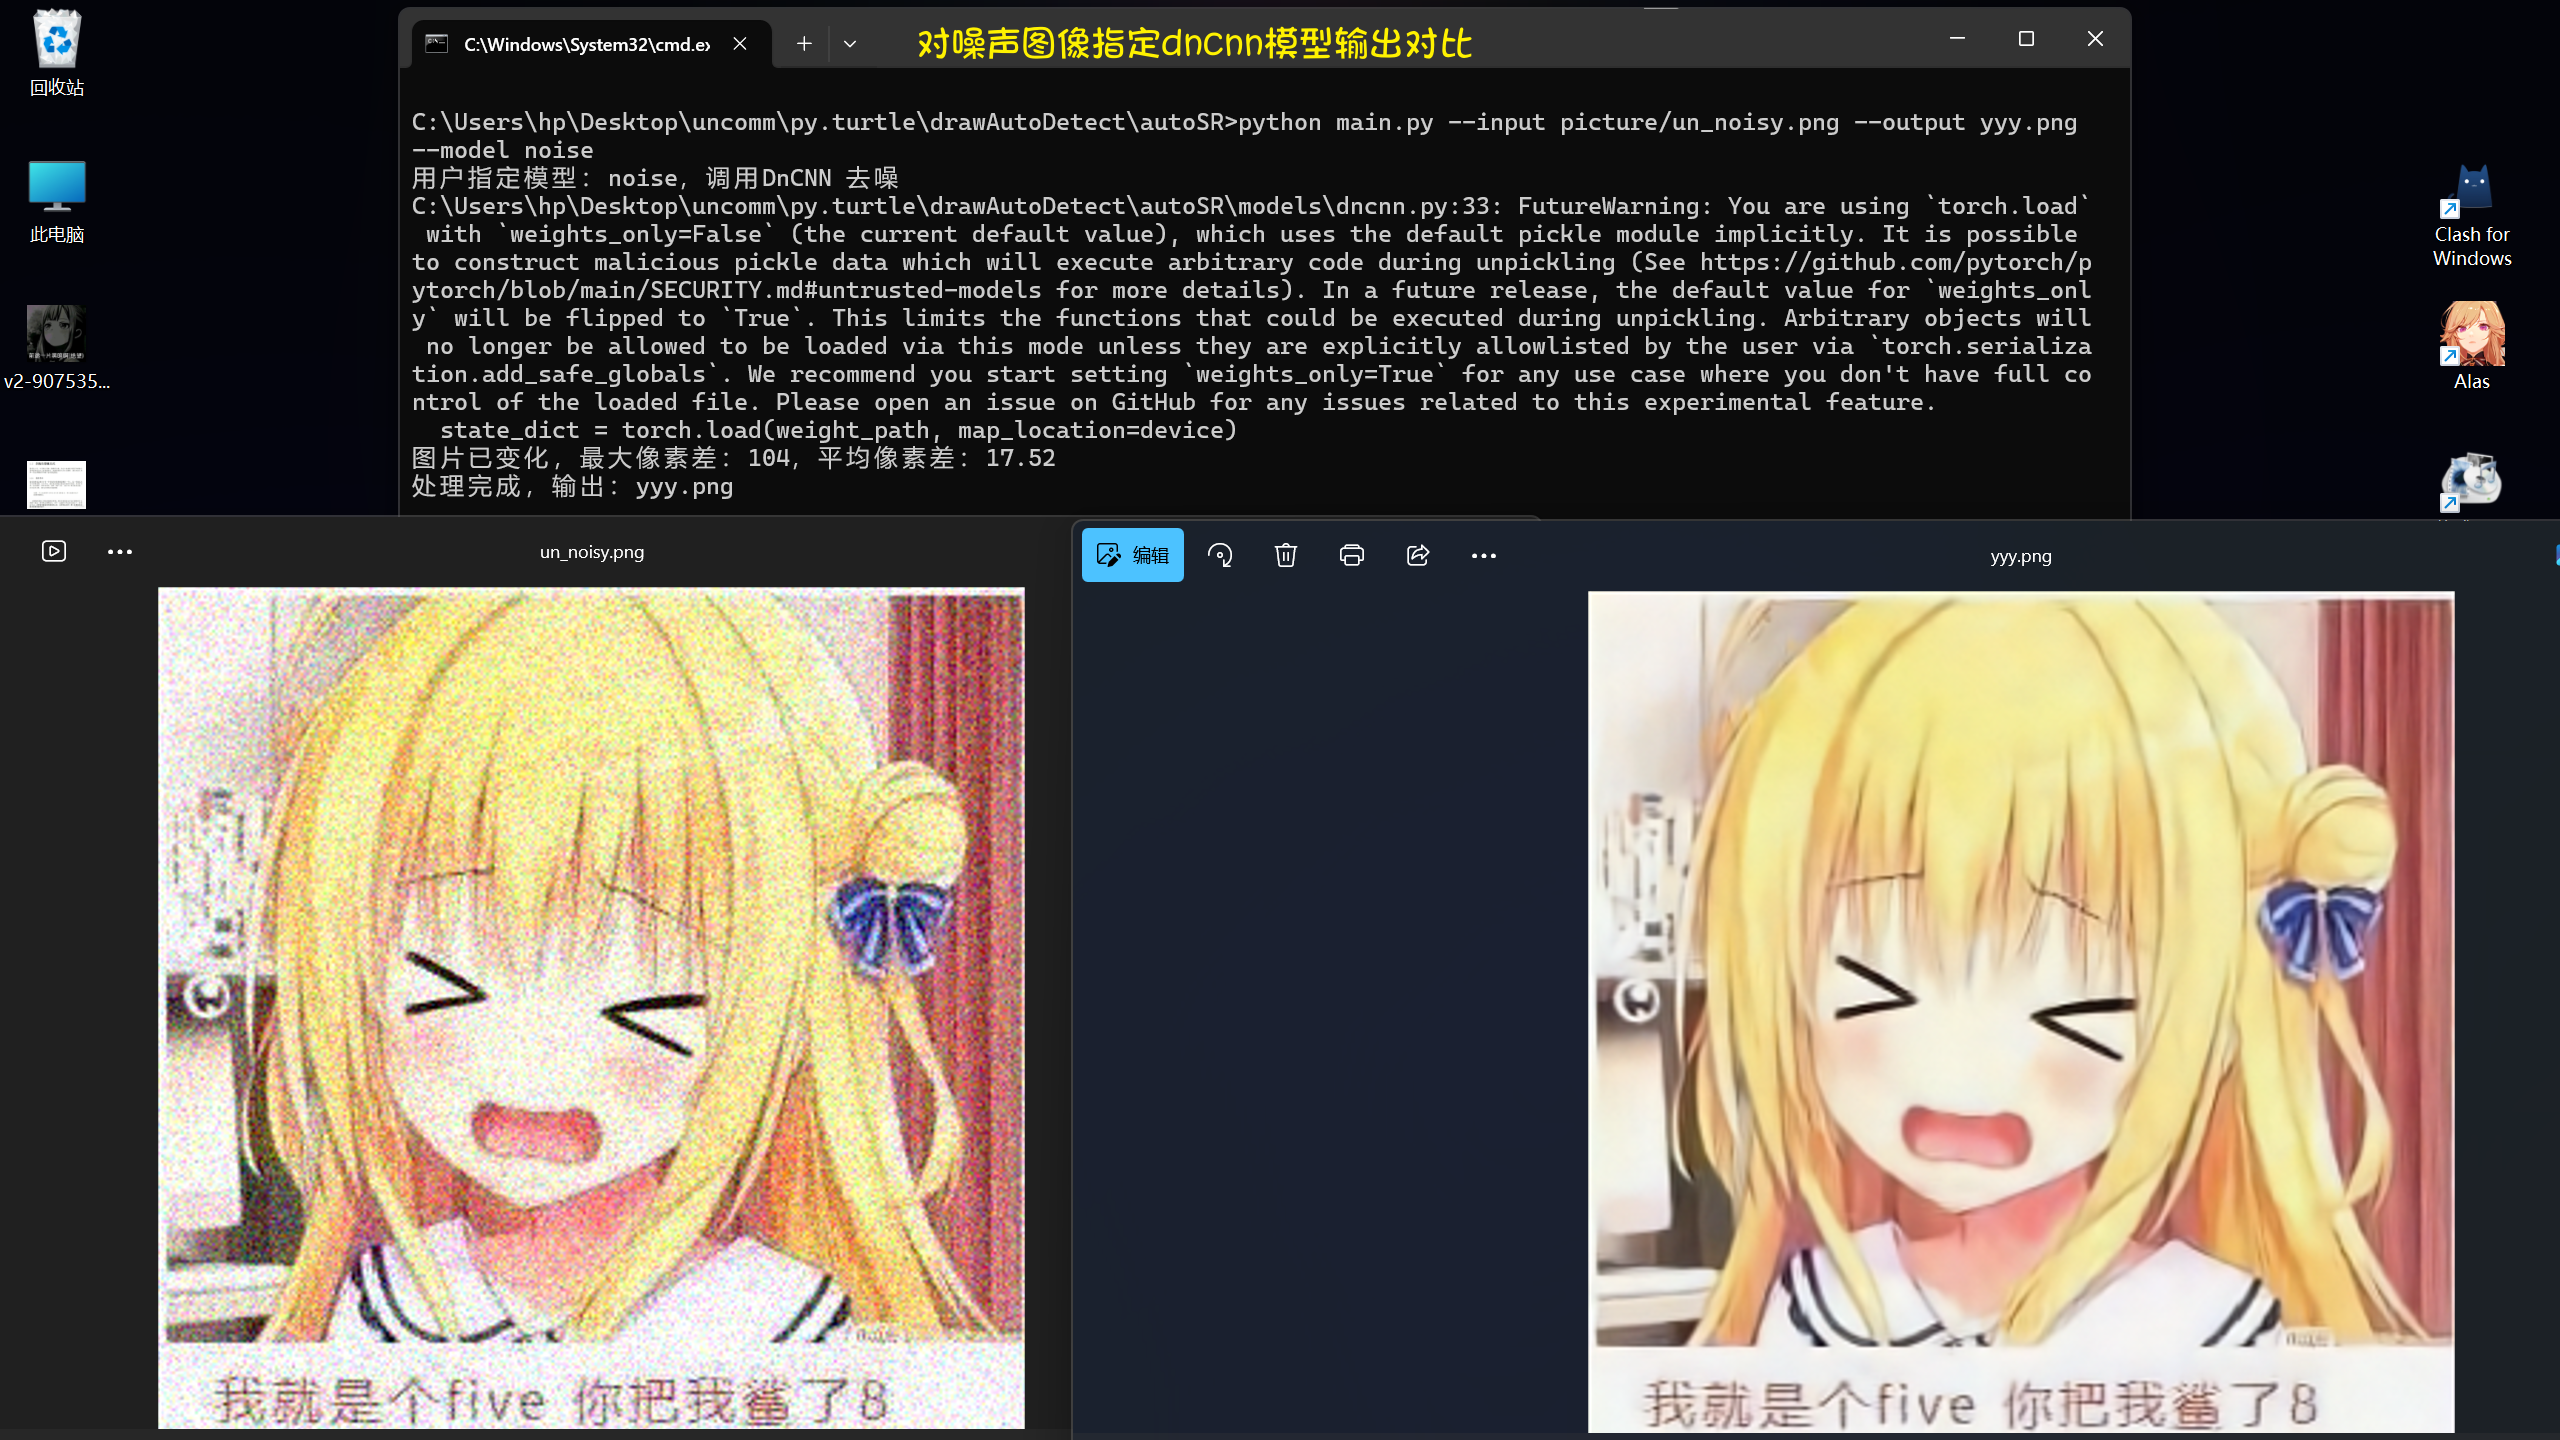 回收站
此电脑
v2-907535...
C:\Windows\System32\cmd.ex
对噪声图像指定dncnn模型输出对比
C:\Users\hp\Desktop\uncomm\py.turtle\drawAutoDetect\autoSR>python main.py --input picture/un_noisy.png --output yyy.png
--model noise
用户指定模型: noise, 调用DnCNN 去噪
C:\Users\hp\Desktop\uncomm\py.turtle\drawAutoDetect\autoSR\models\dncnn.py:33: FutureWarning: You are using `torch.load`
with `weights_only=False` (the current default value), which uses the default pickle module implicitly. It is possible
to construct malicious pickle data which will execute arbitrary code during unpickling (See https://github.com/pytorch/p
ytorch/blob/main/SECURITY.md#untrusted-models for more details). In a future release, the default value for `weights_onl
y` will be flipped to `True`. This limits the functions that could be executed during unpickling. Arbitrary objects will
no longer be allowed to be loaded via this mode unless they are explicitly allowlisted by the user via `torch.serializa
tion.add_safe_globals`. We recommend you start setting `weights_only=True` for any use case where you don't have full co
ntrol of the loaded file. Please open an issue on GitHub for any issues related to this experimental feature.
state_dict = torch.load(weight_path, map_location=device)
图片已变化, 最大像素差: 104, 平均像素差: 17.52
处理完成, 输出: yyy.png
Clash for
Windows
Alas
un_noisy.png
我就是个five 你把我鲨了8
编辑
yyy.png
我就是个five 你把我鲨了8